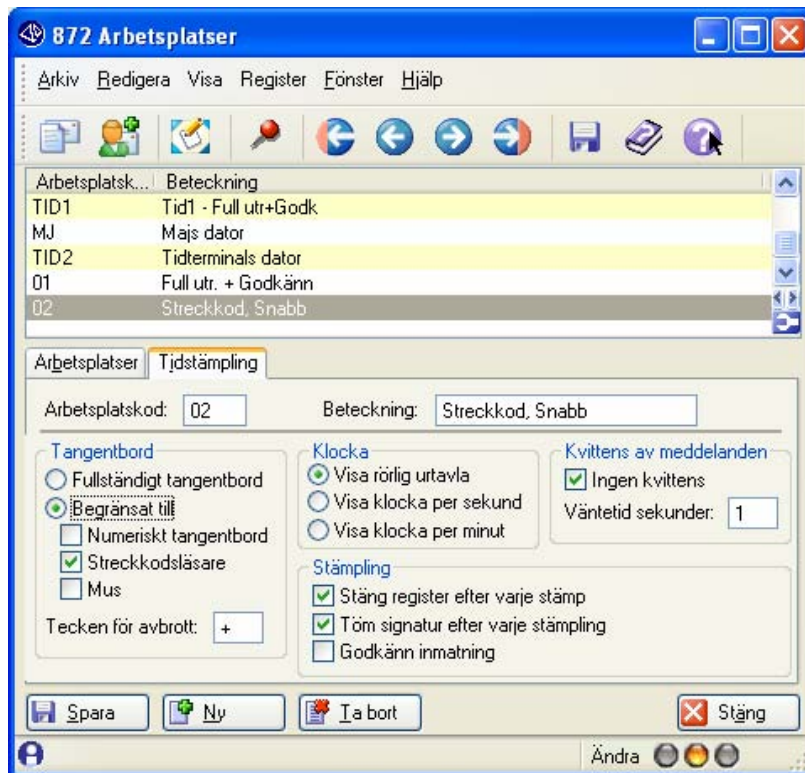 872 Arbetsplatser
Arkiv Redigera Visa Register Fönster Hjälp
Arbetsplatsk... Beteckning
TID1 Tid1 - Full utr+Godk
MJ Majs dator
TID2 Tidterminals dator
01 Full utr. + Godkänn
02 Streckkod, Snabb
Arbetsplatser Tidstämpling
Arbetsplatskod: 02 Beteckning: Streckkod, Snabb
Tangentbord Klocka Kvittens av meddelanden
Fullständigt tangentbord Visa rörlig urtavla Ingen kvittens
Begränsat till Visa klocka per sekund Väntetid sekunder: 1
Numeriskt tangentbord Visa klocka per minut
Streckkodsläsare Stämpling
Mus Stäng register efter varje stämp
Tecken för avbrott: + Töm signatur efter varje stämpling
Godkänn inmatning
Spara Ny Ta bort Stäng
Ändra